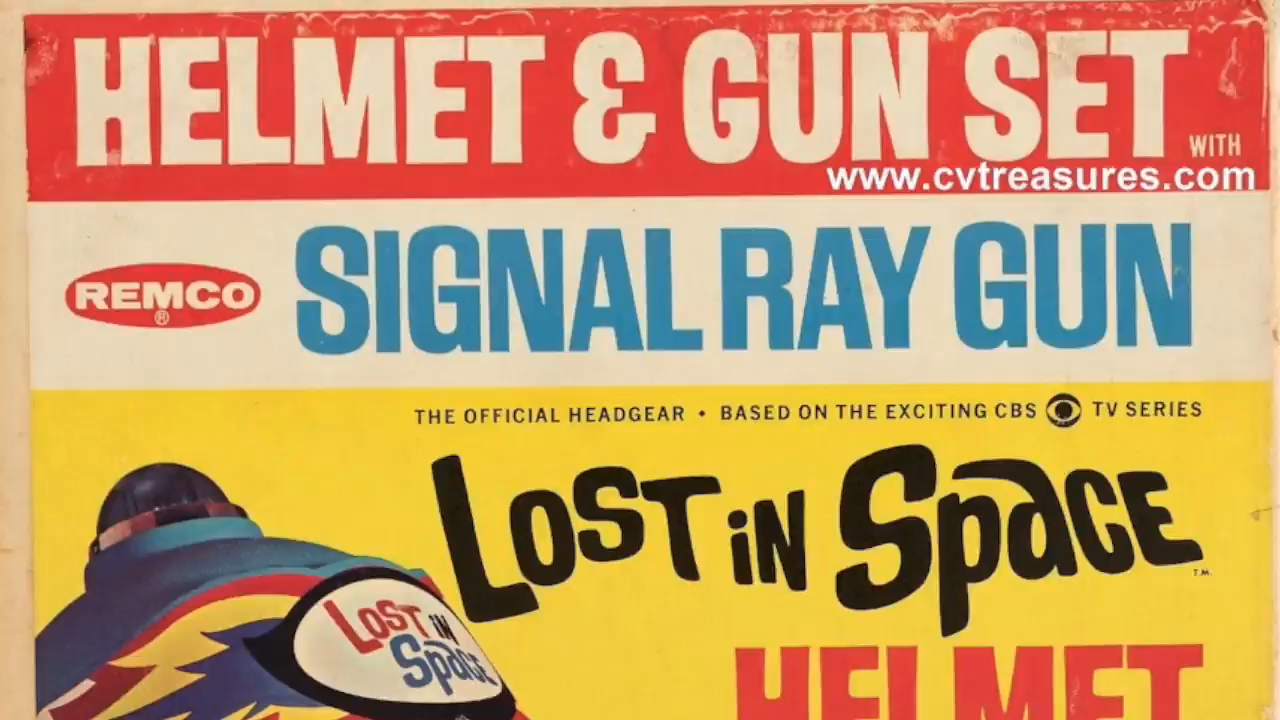 HELMET & GUN SET
WITH
www.cvtreasures.com
REMCO
®
SIGNAL RAY GUN
THE OFFICIAL HEADGEAR • BASED ON THE EXCITING CBS TV SERIES
LOST IN SPACE
T.M.
LOST IN
SPACE
HELMET